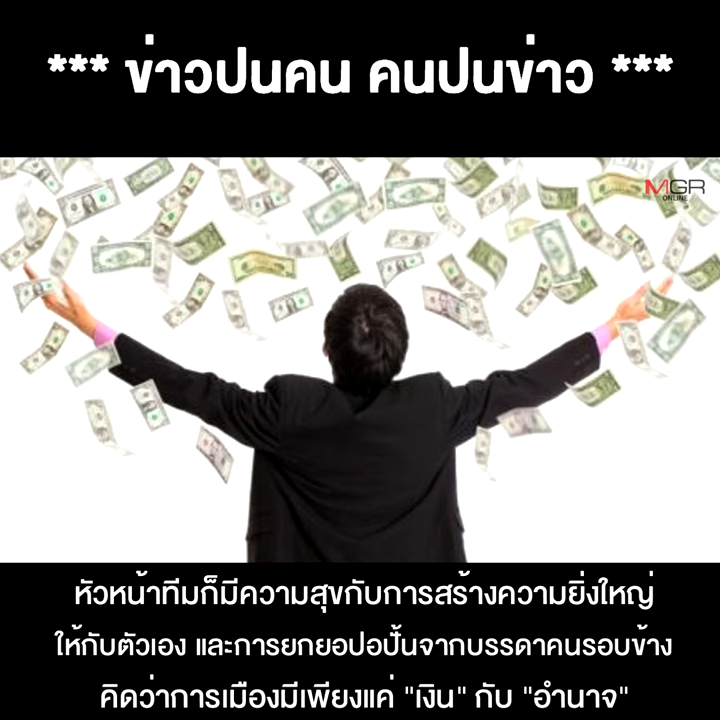 *** ข่าวปนคน คนปนข่าว ***
MGR
ONLINE
หัวหน้าทีมก็มีความสุขกับการสร้างความยิ่งใหญ่
ให้กับตัวเอง และการยกยอปอปั้นจากบรรดาคนรอบข้าง
คิดว่าการเมืองมีเพียงแค่ "เงิน" กับ "อำนาจ"